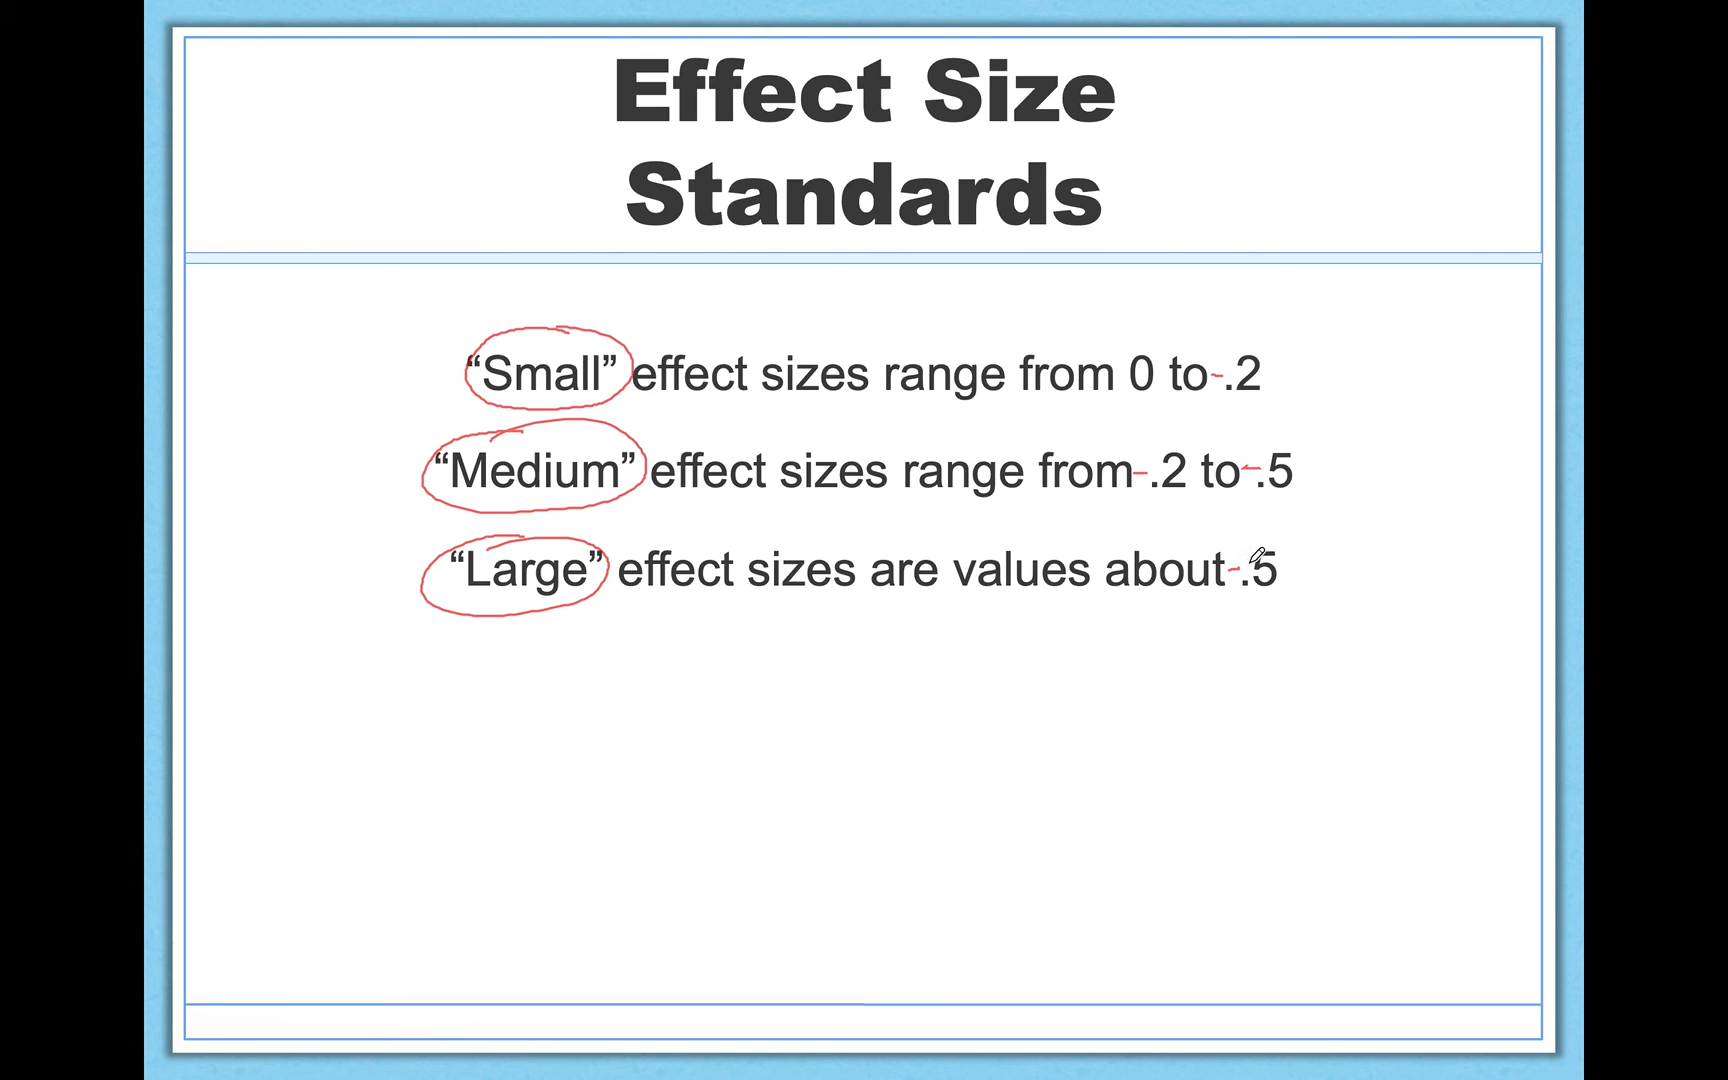 Effect Size
Standards
“Small” effect sizes range from 0 to -.2
“Medium” effect sizes range from -.2 to -.5
“Large” effect sizes are values about -.5